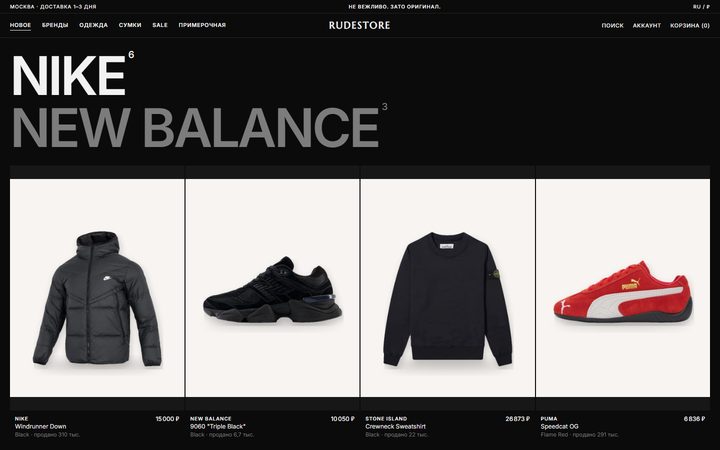 МОСКВА · ДОСТАВКА 1–3 ДНЯ
НЕ ВЕЖЛИВО. ЗАТО ОРИГИНАЛ.
RU / ₽
НОВОЕ БРЕНДЫ ОДЕЖДА СУМКИ SALE ПРИМЕРОЧНАЯ
RUDESTORE
ПОИСК АККАУНТ КОРЗИНА (0)
NIKE 6
NEW BALANCE 3
PUMA
NIKE 15 000 ₽
Windrunner Down
Black · продано 310 тыс.
NEW BALANCE 10 050 ₽
9060 "Triple Black"
Black · продано 6,7 тыс.
STONE ISLAND 26 873 ₽
Crewneck Sweatshirt
Black · продано 22 тыс.
PUMA 6 836 ₽
Speedcat OG
Flame Red · продано 291 тыс.